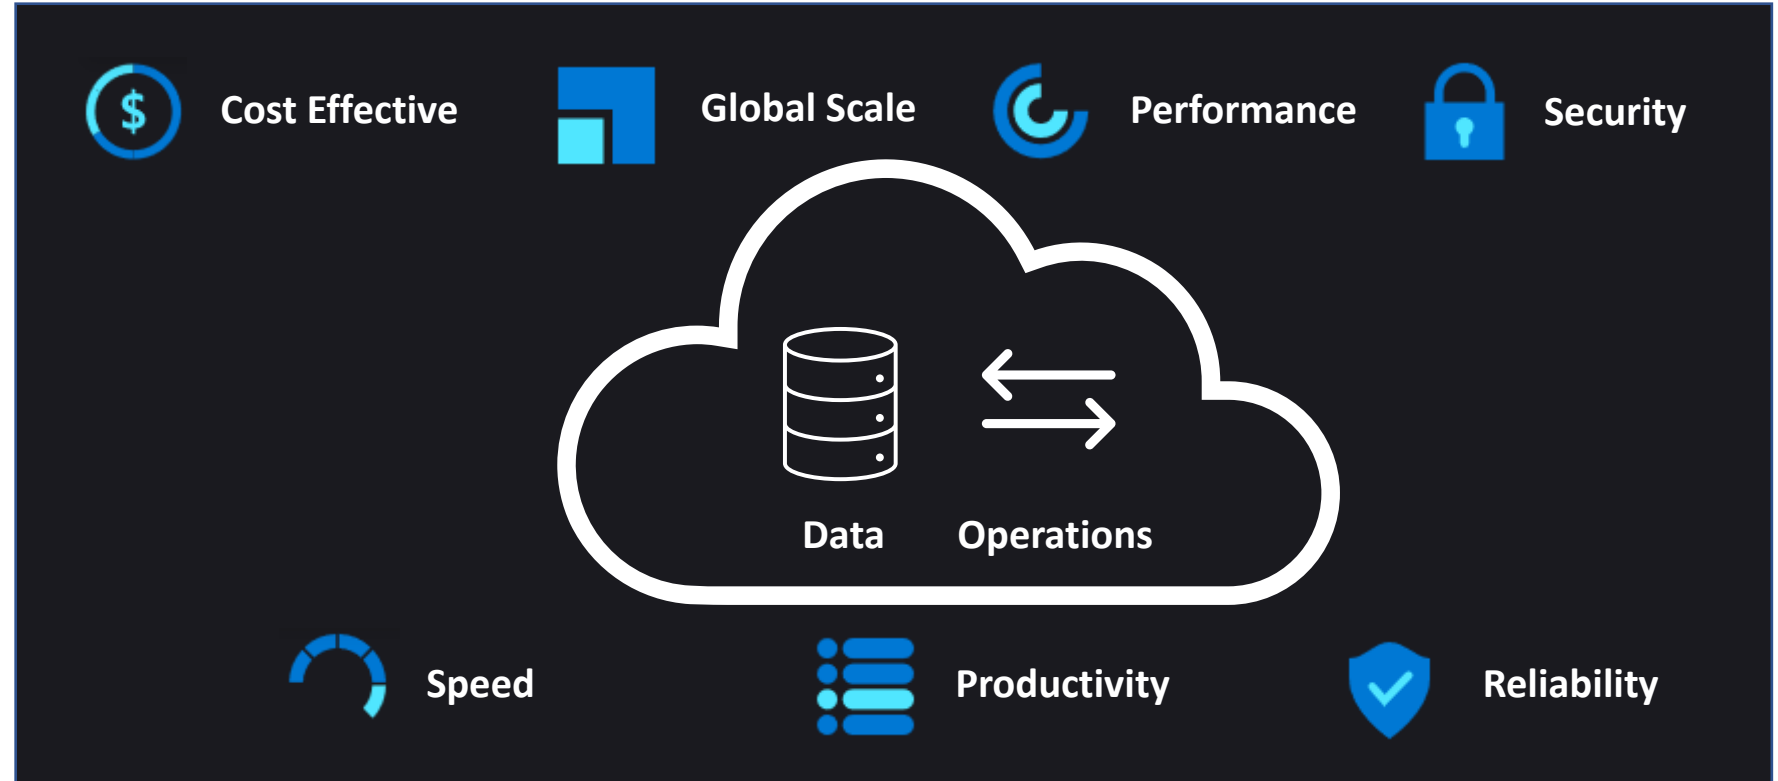 $
Cost Effective
Global Scale
Performance
Security
Data
Operations
Speed
Productivity
Reliability